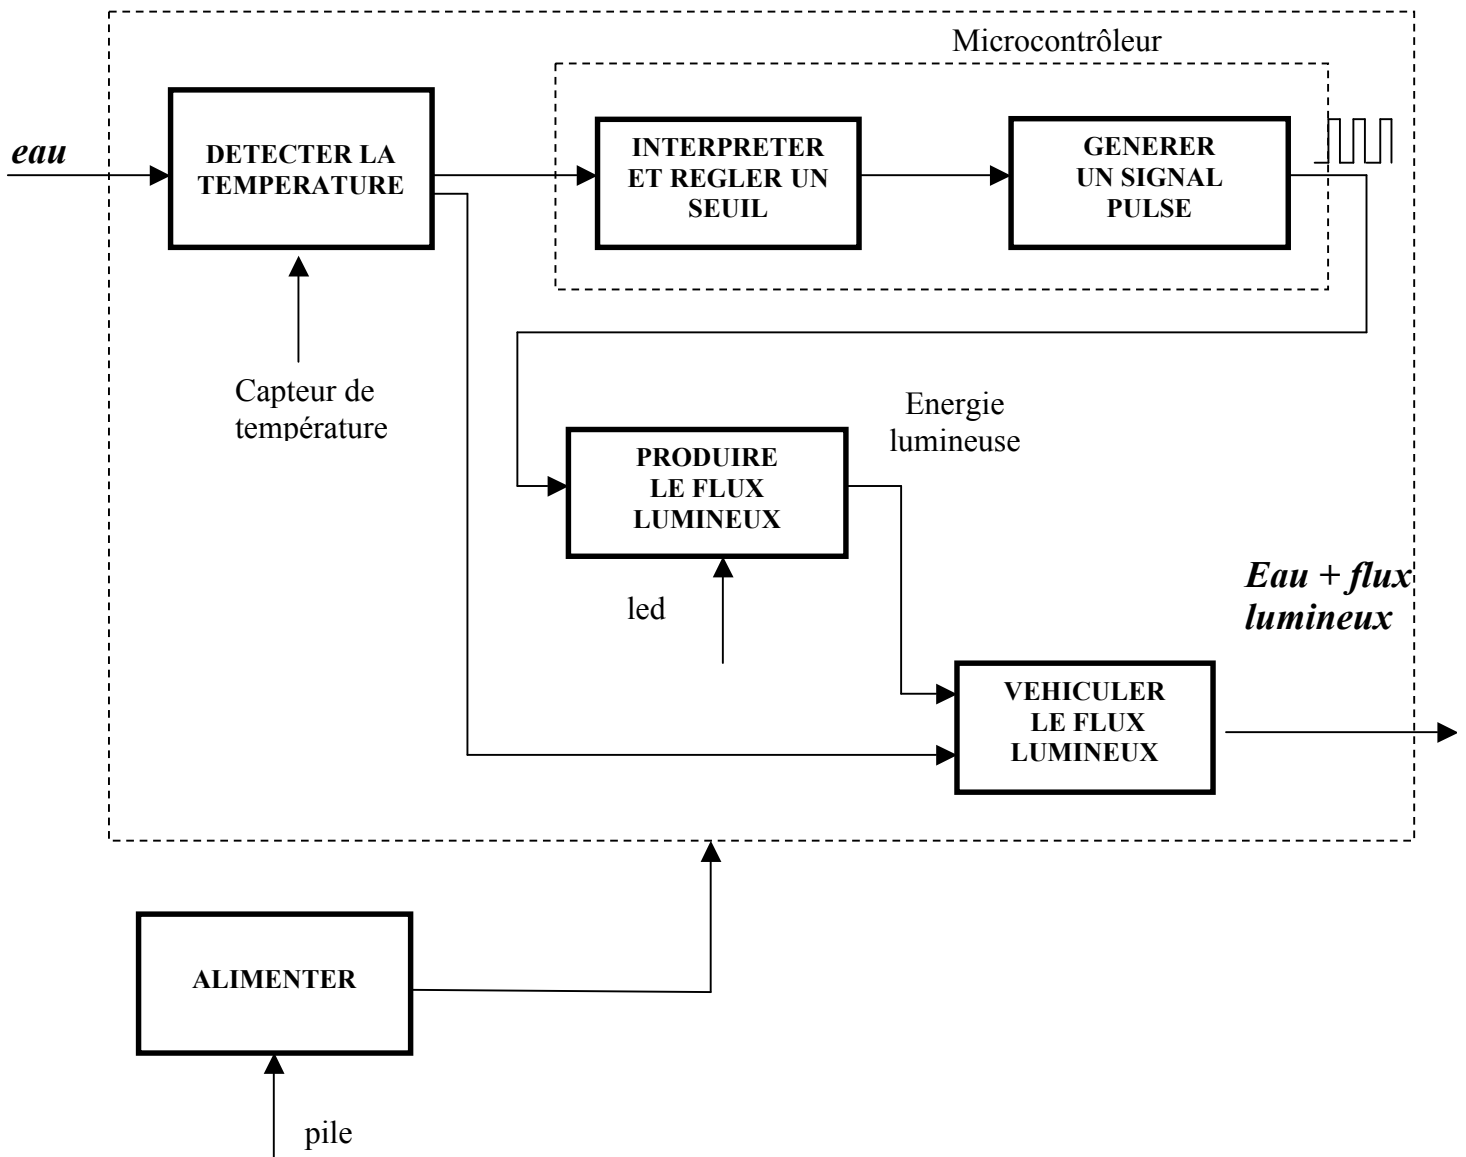 Microcontrôleur
eau
DETECTER LA
TEMPERATURE
INTERPRETER
ET REGLER UN
SEUIL
GENERER
UN SIGNAL
PULSE
Capteur de
température
Energie
lumineuse
PRODUIRE
LE FLUX
LUMINEUX
led
Eau + flux
lumineux
VEHICULER
LE FLUX
LUMINEUX
ALIMENTER
pile